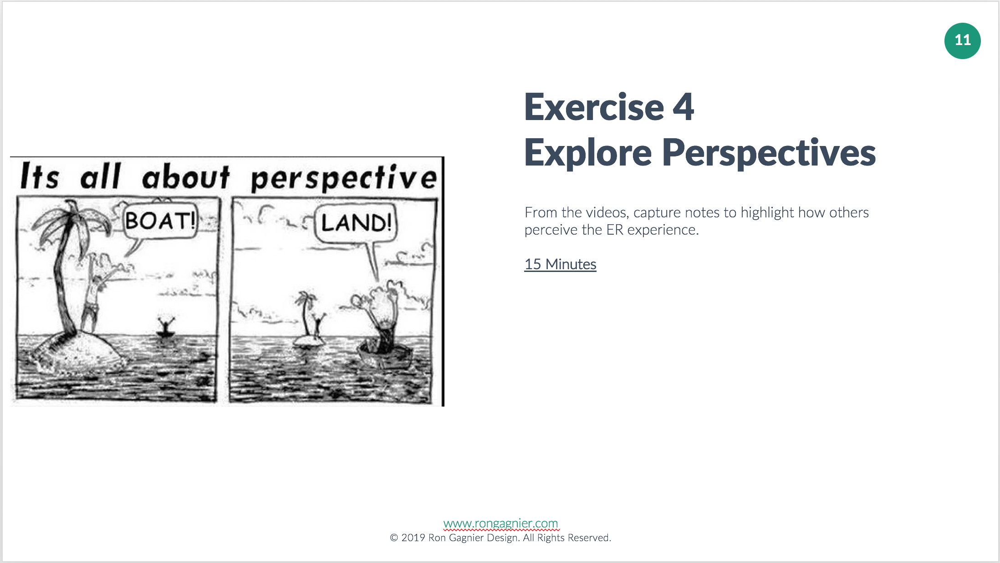 11
Exercise 4
Explore Perspectives
From the videos, capture notes to highlight how others
perceive the ER experience.
15 Minutes
Its all about perspective
BOAT!
LAND!
www.rongagnier.com
© 2019 Ron Gagnier Design. All Rights Reserved.